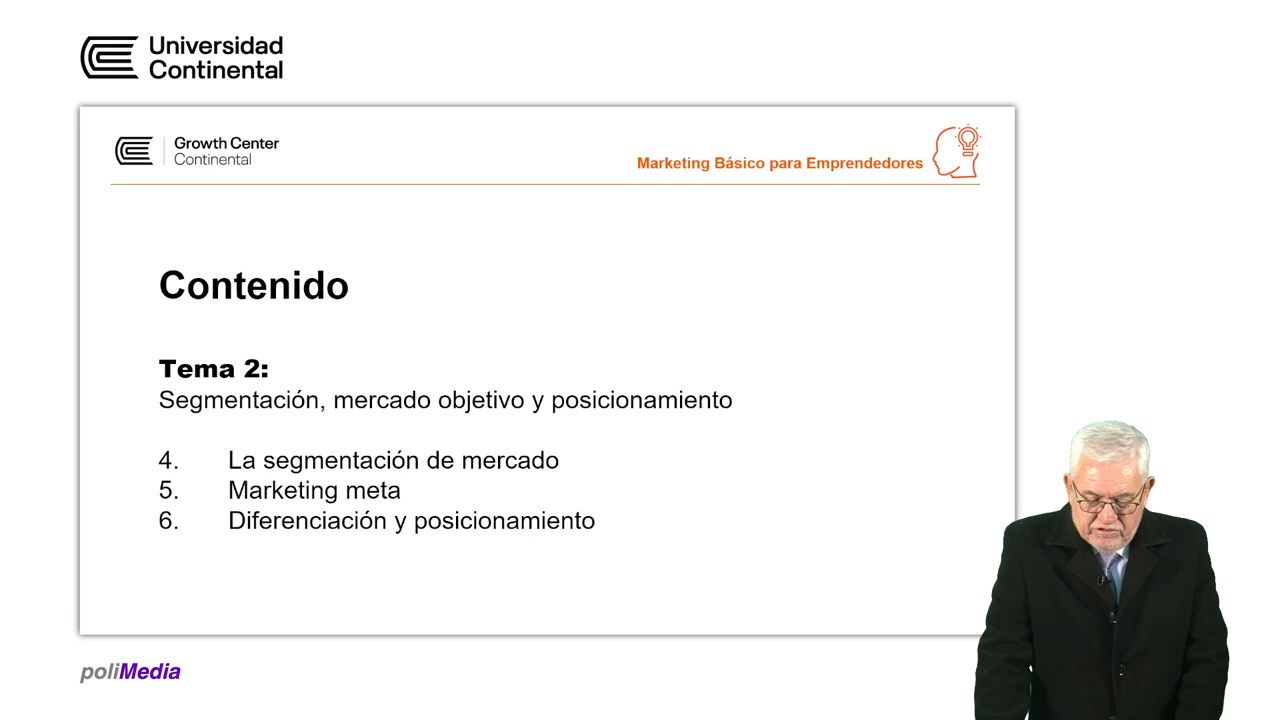 Universidad
Continental
Growth Center
Continental
Marketing Básico para Emprendedores
Contenido
Tema 2:
Segmentación, mercado objetivo y posicionamiento
4. La segmentación de mercado
5. Marketing meta
6. Diferenciación y posicionamiento
poliMedia